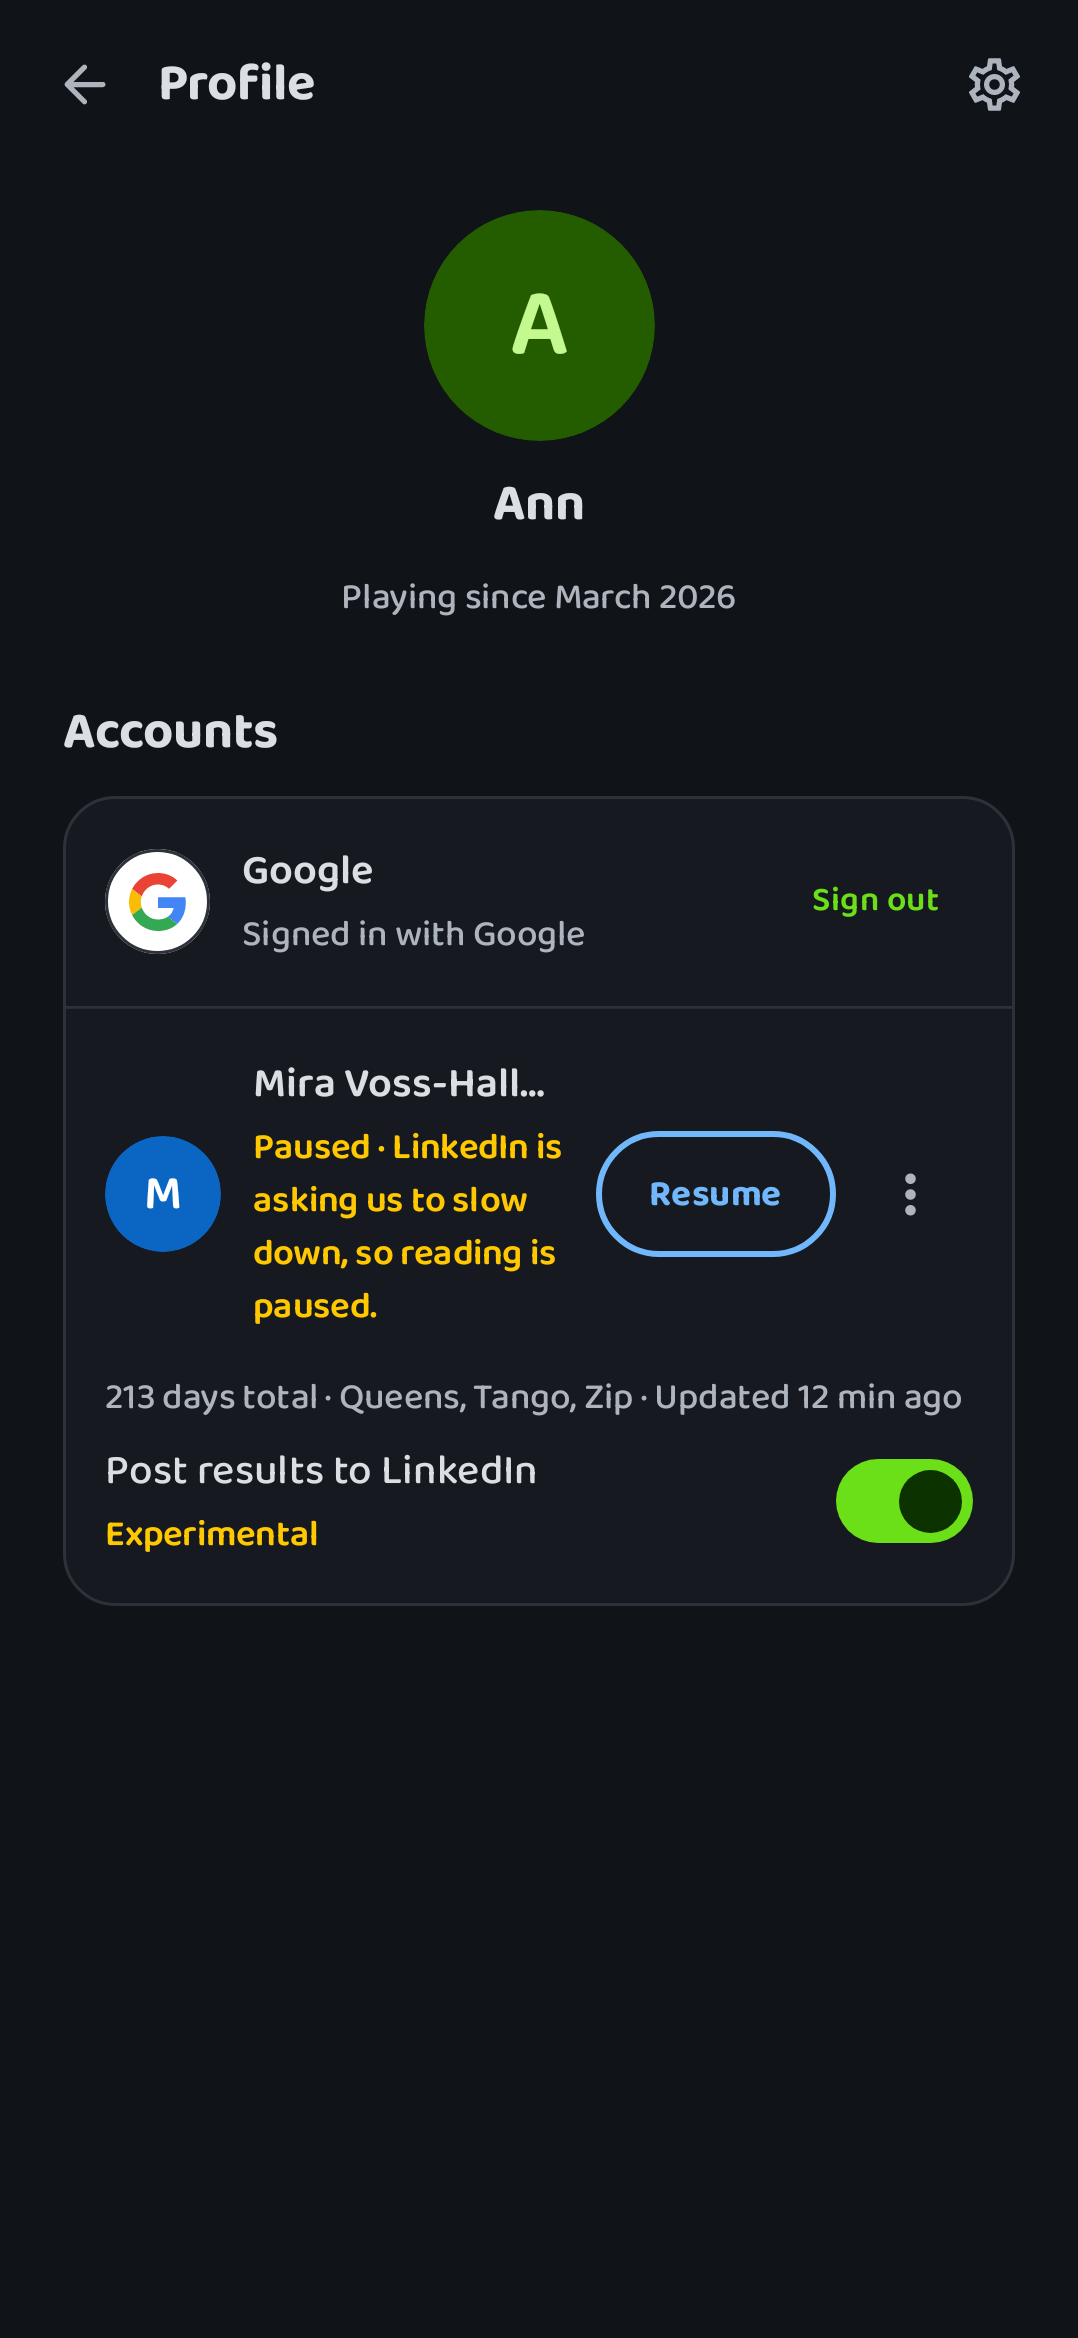 Profile
A
Ann
Playing since March 2026
Accounts
Google
Signed in with Google
Sign out
Mira Voss-Hall...
Paused · LinkedIn is
asking us to slow
down, so reading is
paused.
M
Resume
213 days total · Queens, Tango, Zip · Updated 12 min ago
Post results to LinkedIn
Experimental